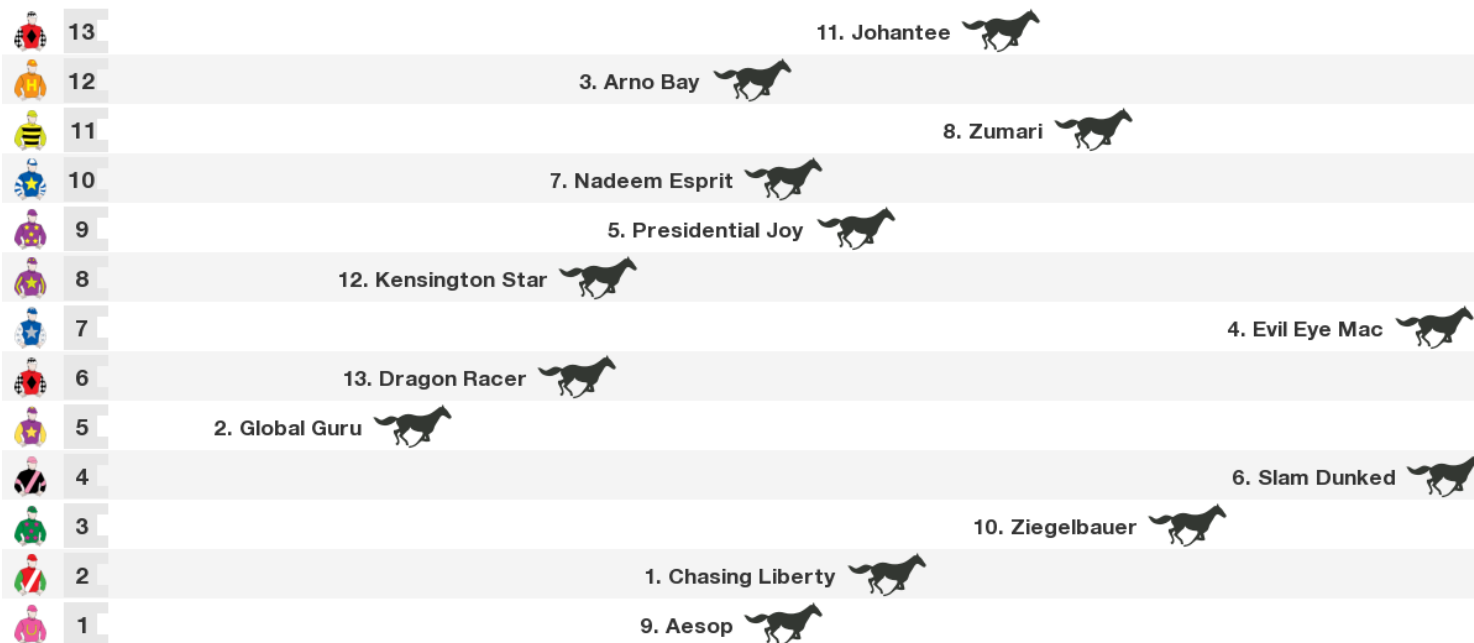 13 11. Johantee
12 3. Arno Bay
11 8. Zumari
10 7. Nadeem Esprit
9 5. Presidential Joy
8 12. Kensington Star
7 4. Evil Eye Mac
6 13. Dragon Racer
5 2. Global Guru
4 6. Slam Dunked
3 10. Ziegelbauer
2 1. Chasing Liberty
1 9. Aesop